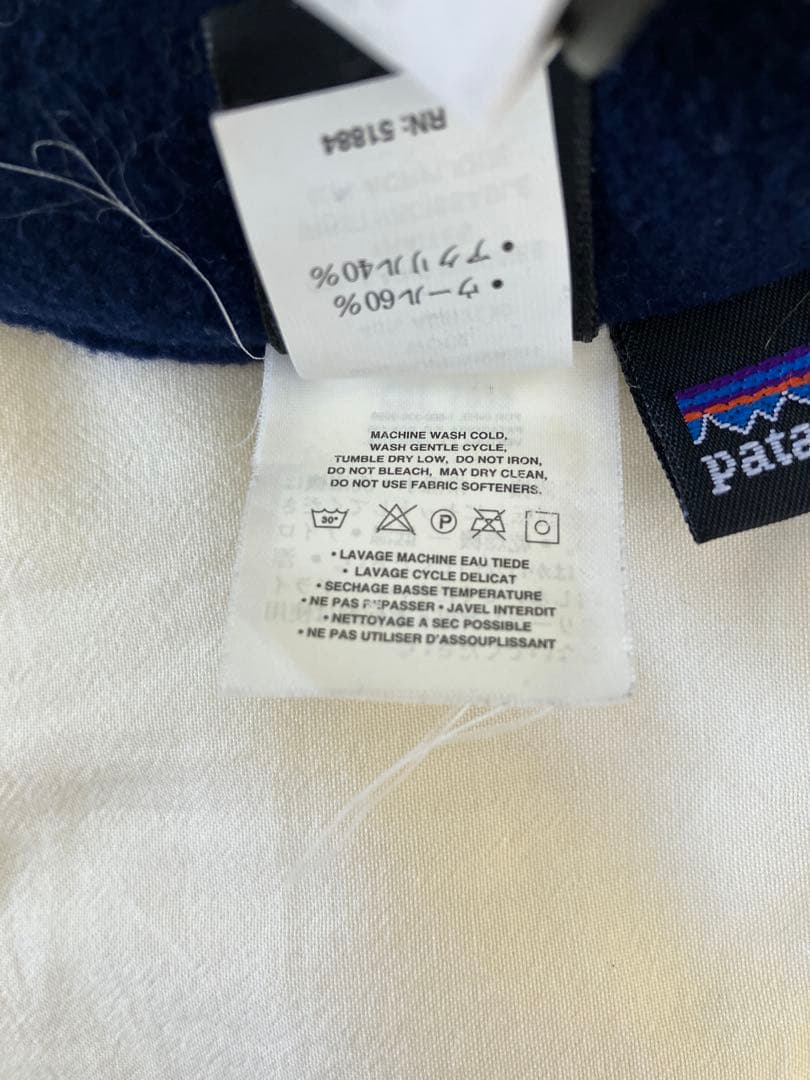 RN: 51884
• ウール60%
• アクリル40%
MACHINE WASH COLD,
WASH GENTLE CYCLE,
TUMBLE DRY LOW, DO NOT IRON,
DO NOT BLEACH, MAY DRY CLEAN,
DO NOT USE FABRIC SOFTENERS.
30°
P
• LAVAGE MACHINE EAU TIEDE
• LAVAGE CYCLE DELICAT
• SECHAGE BASSE TEMPERATURE
• NE PAS REPASSER • JAVEL INTERDIT
• NETTOYAGE A SEC POSSIBLE
• NE PAS UTILISER D'ASSOUPLISSANT
pata